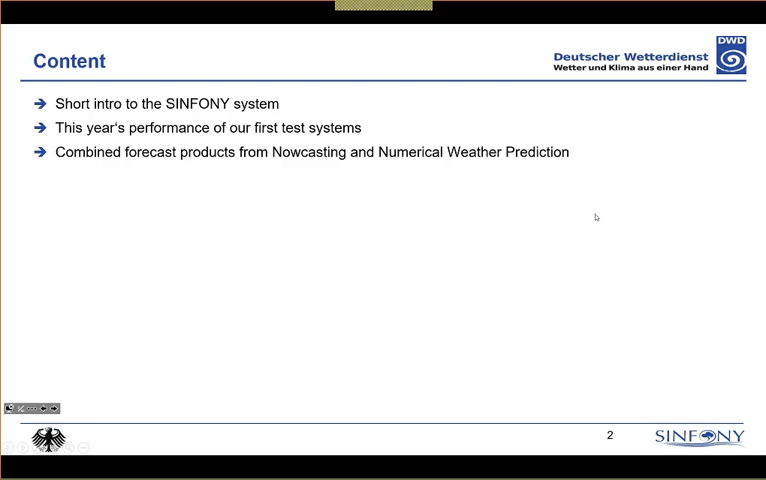 DWD
Content
Deutscher Wetterdienst
Wetter und Klima aus einer Hand
Short intro to the SINFONY system
This year‘s performance of our first test systems
Combined forecast products from Nowcasting and Numerical Weather Prediction
2
SINFONY